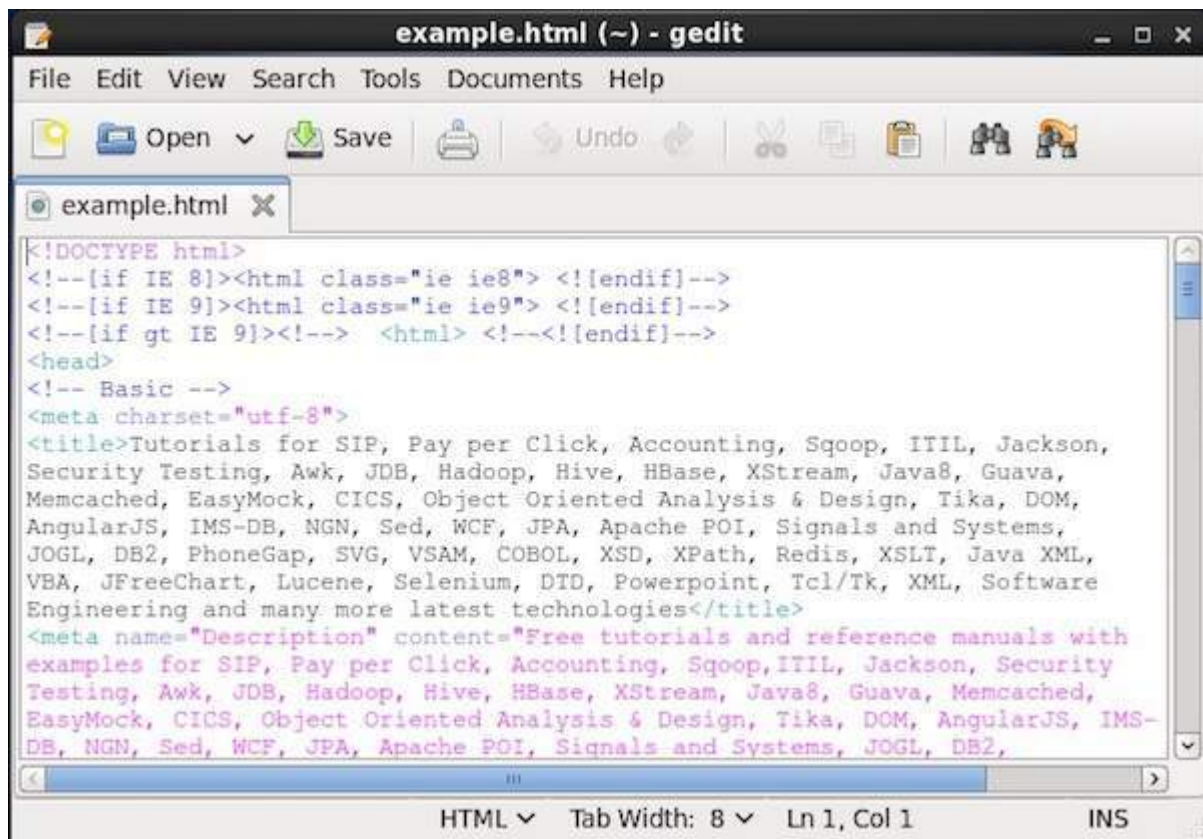 example.html (~) - gedit
File Edit View Search Tools Documents Help
Open Save Undo
example.html
<!DOCTYPE html>
<!--[if IE 8]><html class="ie ie8"> <![endif]-->
<!--[if IE 9]><html class="ie ie9"> <![endif]-->
<!--[if gt IE 9]><!-->  <html> <!--<![endif]-->
<head>
<!-- Basic -->
<meta charset="utf-8">
<title>Tutorials for SIP, Pay per Click, Accounting, Sqoop, ITIL, Jackson,
Security Testing, Awk, JDB, Hadoop, Hive, HBase, XStream, Java8, Guava,
Memcached, EasyMock, CICS, Object Oriented Analysis & Design, Tika, DOM,
AngularJS, IMS-DB, NGN, Sed, WCF, JPA, Apache POI, Signals and Systems,
JOGL, DB2, PhoneGap, SVG, VSAM, COBOL, XSD, XPath, Redis, XSLT, Java XML,
VBA, JFreeChart, Lucene, Selenium, DTD, Powerpoint, Tcl/Tk, XML, Software
Engineering and many more latest technologies</title>
<meta name="Description" content="Free tutorials and reference manuals with
examples for SIP, Pay per Click, Accounting, Sqoop,ITIL, Jackson, Security
Testing, Awk, JDB, Hadoop, Hive, HBase, XStream, Java8, Guava, Memcached,
EasyMock, CICS, Object Oriented Analysis & Design, Tika, DOM, AngularJS, IMS-
DB, NGN, Sed, WCF, JPA, Apache POI, Signals and Systems, JOGL, DB2,
HTML Tab Width: 8 Ln 1, Col 1 INS